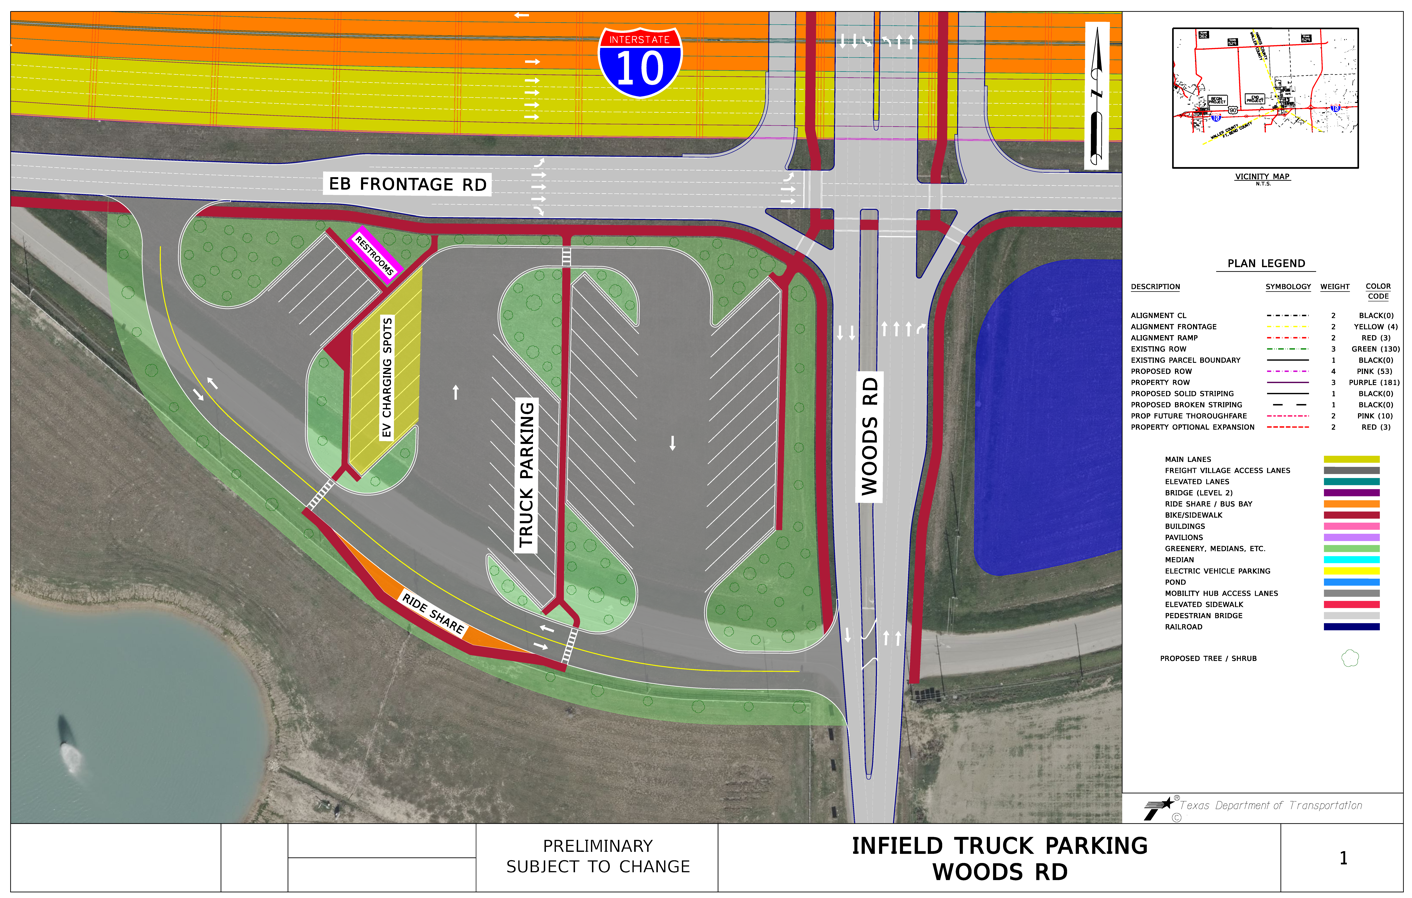 INTERSTATE
10
EB FRONTAGE RD
RESTROOMS
EV CHARGING SPOTS
TRUCK PARKING
WOODS RD
RIDE SHARE
VICINITY MAP
N.T.S.
PLAN LEGEND
DESCRIPTION SYMBOLOGY WEIGHT COLOR CODE
ALIGNMENT CL 2 BLACK(0)
ALIGNMENT FRONTAGE 2 YELLOW (4)
ALIGNMENT RAMP 2 RED (3)
EXISTING ROW 3 GREEN (130)
EXISTING PARCEL BOUNDARY 1 BLACK(0)
PROPOSED ROW 4 PINK (53)
PROPERTY ROW 3 PURPLE (181)
PROPOSED SOLID STRIPING 1 BLACK(0)
PROPOSED BROKEN STRIPING 1 BLACK(0)
PROP FUTURE THOROUGHFARE 2 PINK (10)
PROPERTY OPTIONAL EXPANSION 2 RED (3)
MAIN LANES
FREIGHT VILLAGE ACCESS LANES
ELEVATED LANES
BRIDGE (LEVEL 2)
RIDE SHARE / BUS BAY
BIKE/SIDEWALK
BUILDINGS
PAVILIONS
GREENERY, MEDIANS, ETC.
MEDIAN
ELECTRIC VEHICLE PARKING
POND
MOBILITY HUB ACCESS LANES
ELEVATED SIDEWALK
PEDESTRIAN BRIDGE
RAILROAD
PROPOSED TREE / SHRUB
® Texas Department of Transportation
©
PRELIMINARY
SUBJECT TO CHANGE
INFIELD TRUCK PARKING
WOODS RD
1